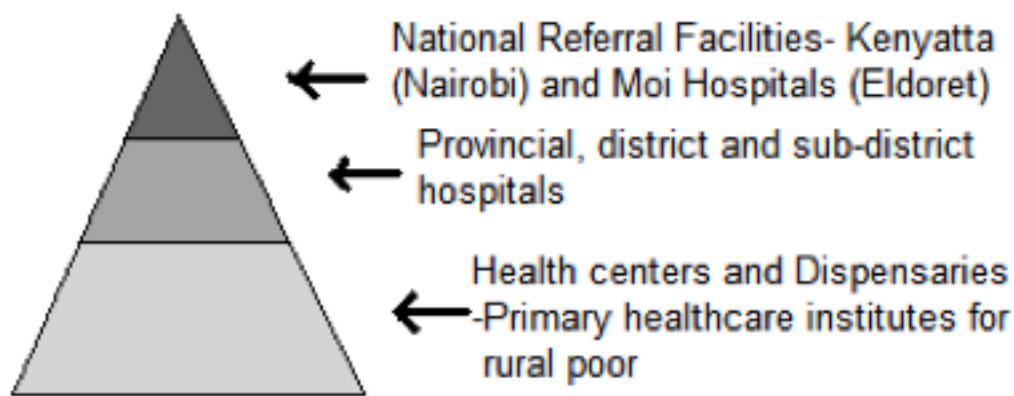 National Referral Facilities- Kenyatta
(Nairobi) and Moi Hospitals (Eldoret)
Provincial, district and sub-district
hospitals
Health centers and Dispensaries
-Primary healthcare institutes for
rural poor